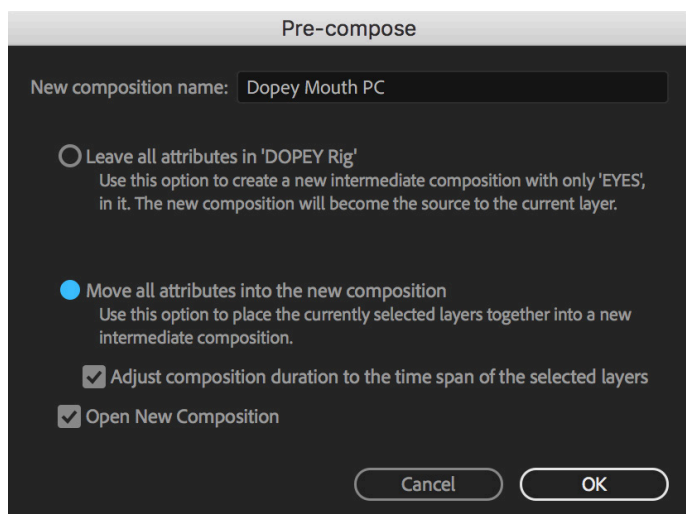 Pre-compose
New composition name: Dopey Mouth PC
Leave all attributes in 'DOPEY Rig'
Use this option to create a new intermediate composition with only 'EYES',
in it. The new composition will become the source to the current layer.
Move all attributes into the new composition
Use this option to place the currently selected layers together into a new
intermediate composition.
Adjust composition duration to the time span of the selected layers
Open New Composition
Cancel OK